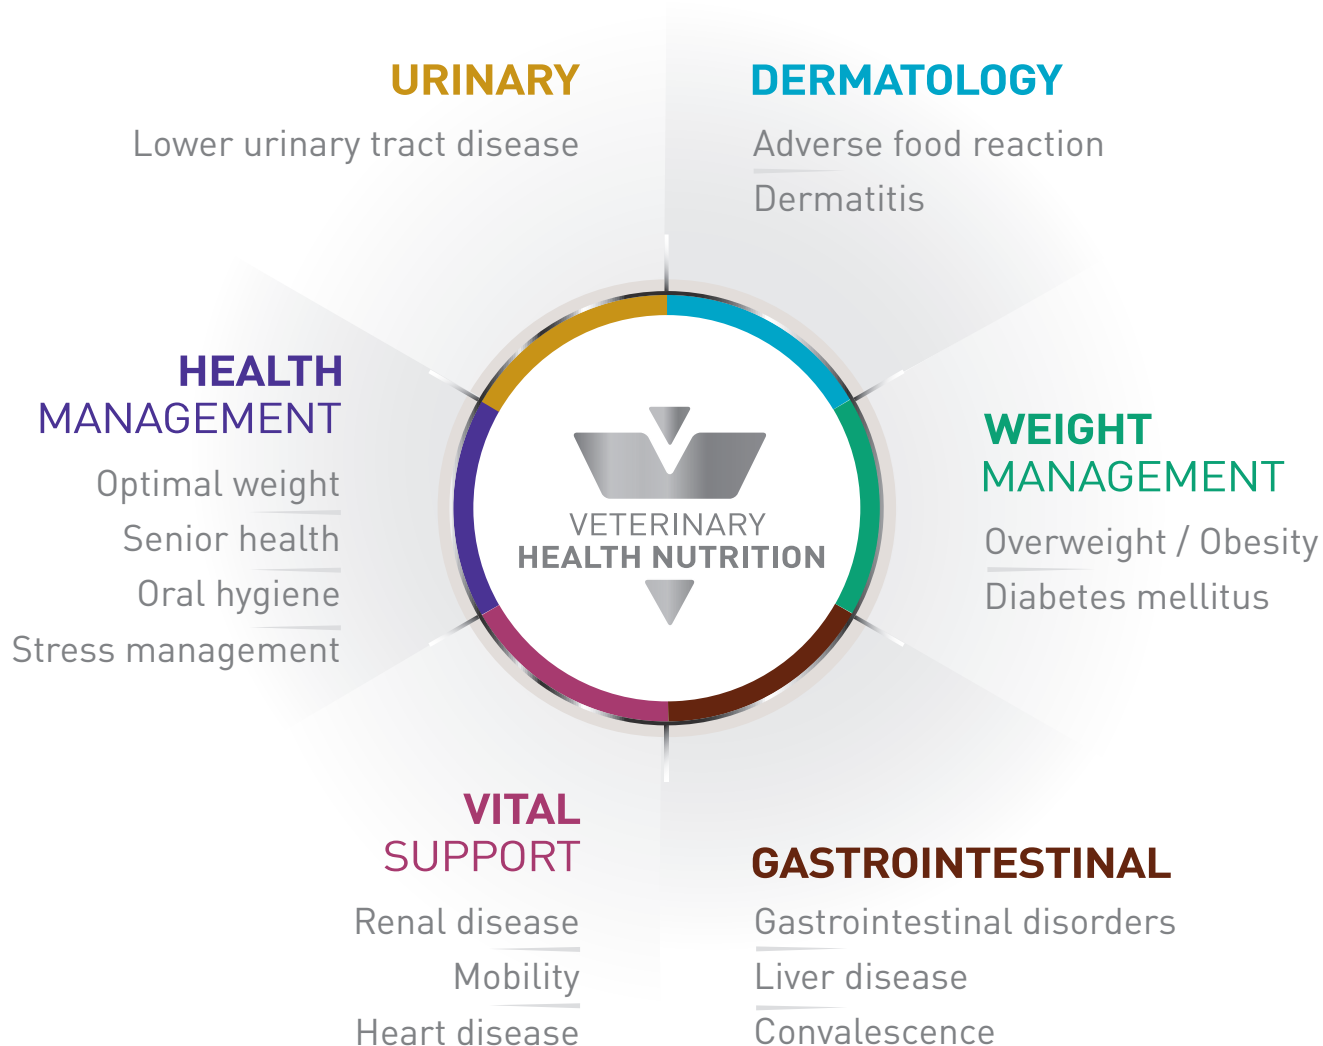 URINARY
Lower urinary tract disease
DERMATOLOGY
Adverse food reaction
Dermatitis
HEALTH
MANAGEMENT
Optimal weight
Senior health
Oral hygiene
Stress management
VETERINARY
HEALTH NUTRITION
WEIGHT
MANAGEMENT
Overweight / Obesity
Diabetes mellitus
VITAL
SUPPORT
Renal disease
Mobility
Heart disease
GASTROINTESTINAL
Gastrointestinal disorders
Liver disease
Convalescence